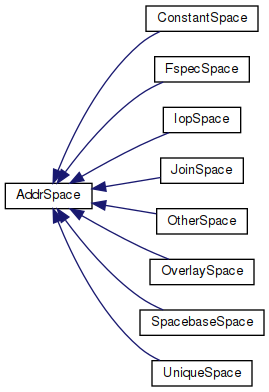 ConstantSpace
FspecSpace
IopSpace
JoinSpace
AddrSpace
OtherSpace
OverlaySpace
SpacebaseSpace
UniqueSpace